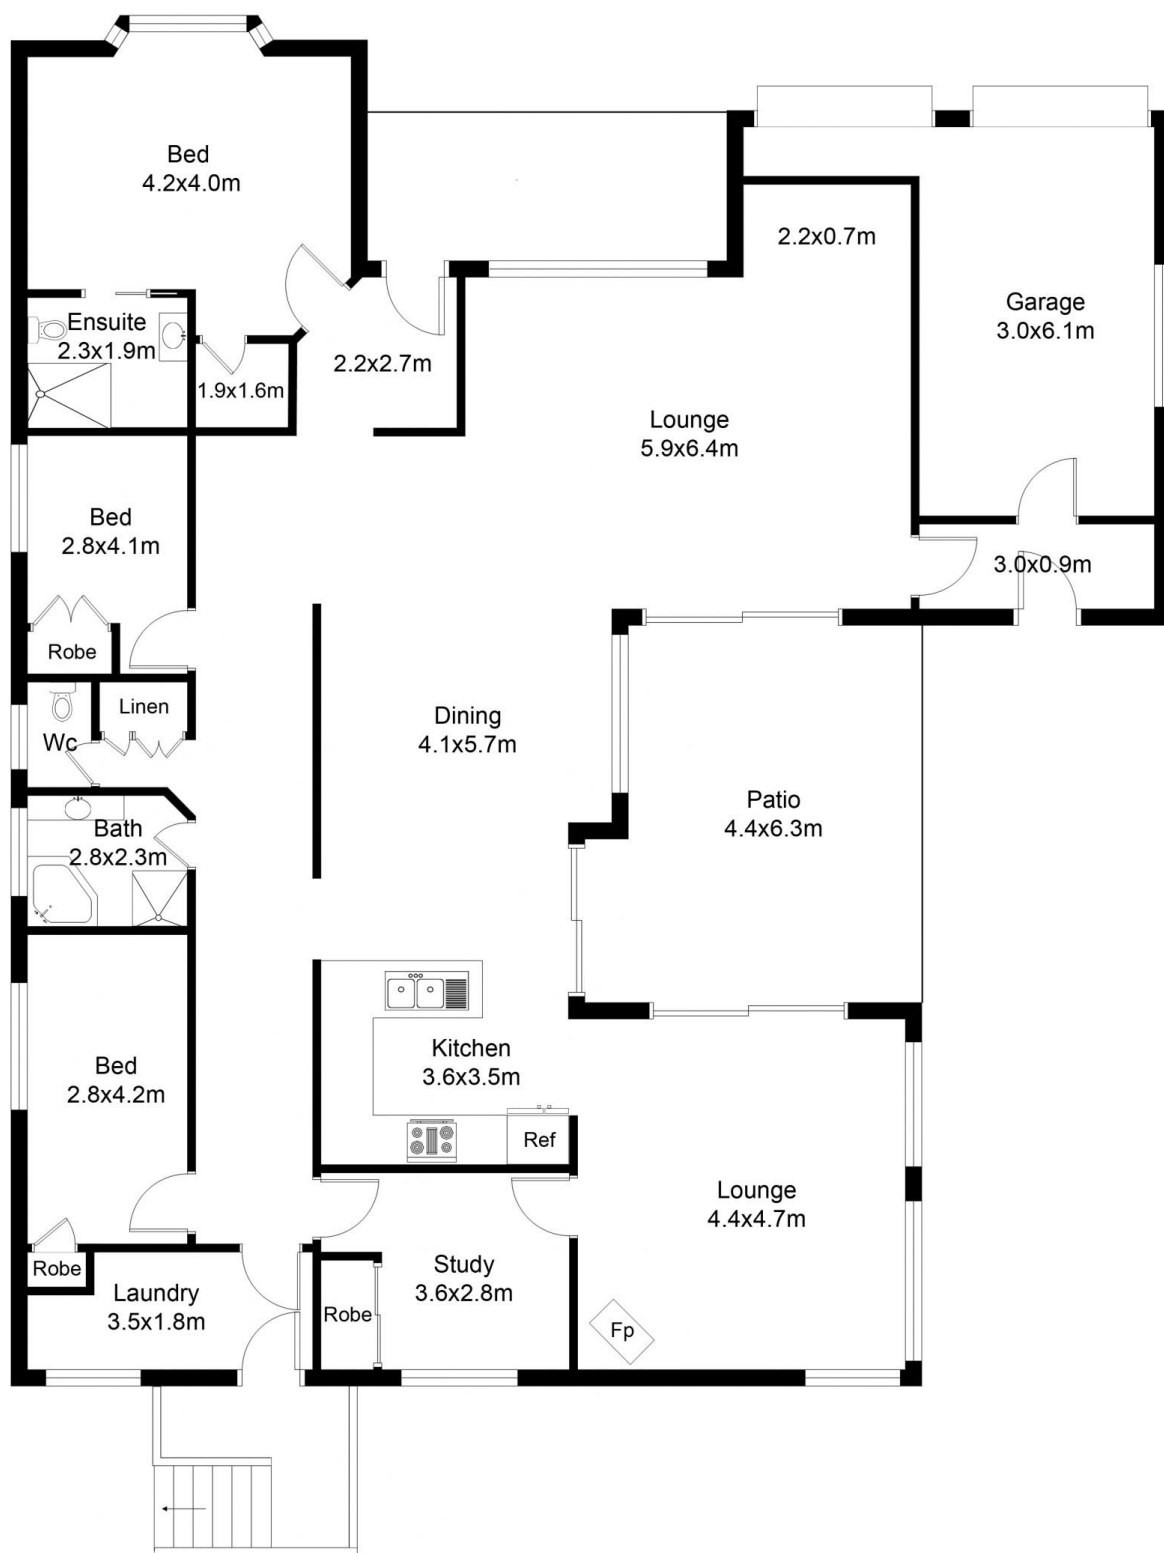 Bed
4.2x4.0m
2.2x0.7m
Garage
3.0x6.1m
Ensuite
2.3x1.9m
1.9x1.6m
2.2x2.7m
Lounge
5.9x6.4m
Bed
2.8x4.1m
3.0x0.9m
Robe
Linen
Wc
Dining
4.1x5.7m
Patio
4.4x6.3m
Bath
2.8x2.3m
Kitchen
3.6x3.5m
Bed
2.8x4.2m
Ref
Lounge
4.4x4.7m
Robe
Laundry
3.5x1.8m
Study
3.6x2.8m
Robe
Fp